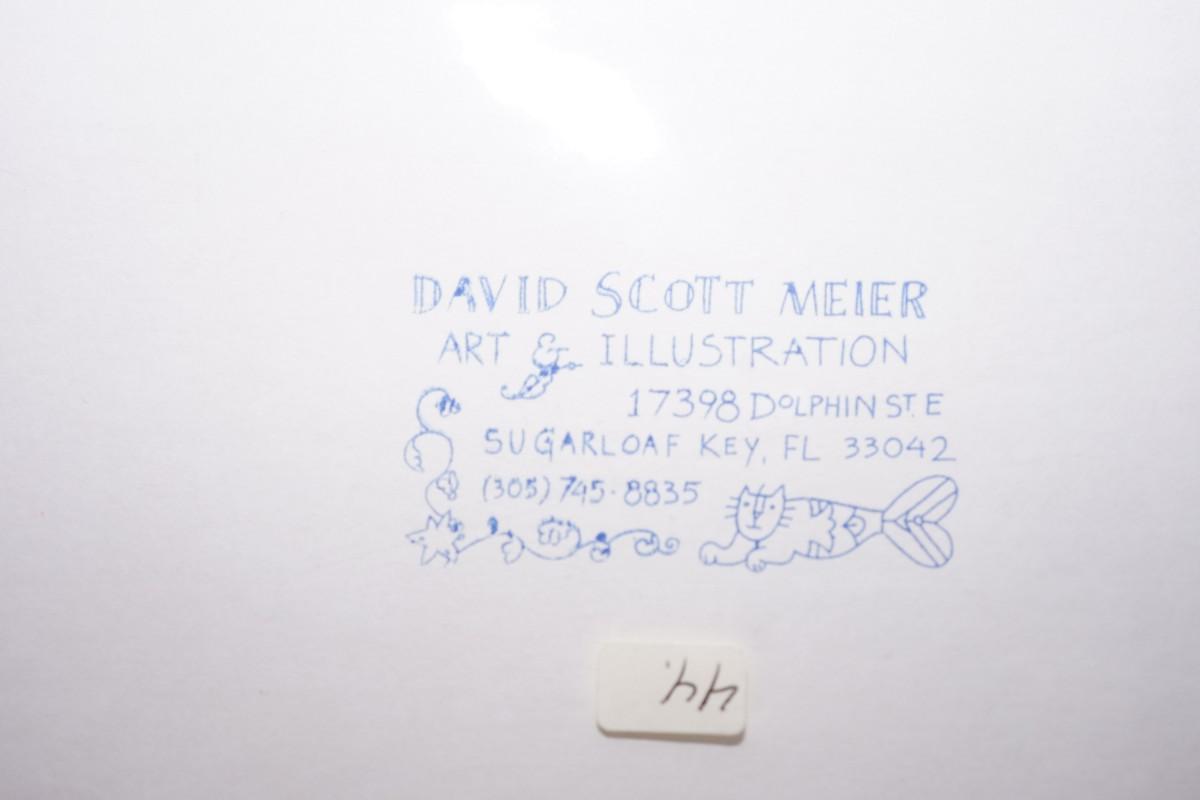 DAVID SCOTT MEIER
ART & ILLUSTRATION
17398 DOLPHIN ST. E
SUGARLOAF KEY, FL 33042
(305) 745-8835
44.